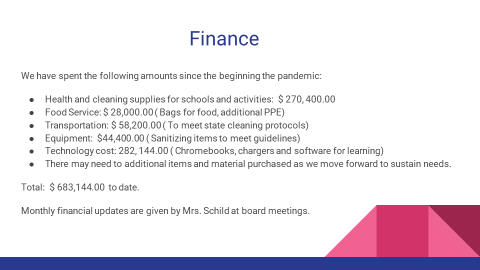 Finance
We have spent the following amounts since the beginning the pandemic:
● Health and cleaning supplies for schools and activities: $ 270, 400.00
● Food Service: $ 28,000.00 ( Bags for food, additional PPE)
● Transportation: $ 58,200.00 ( To meet state cleaning protocols)
● Equipment: $44,400.00 ( Sanitizing items to meet guidelines)
● Technology cost: 282, 144.00 ( Chromebooks, chargers and software for learning)
● There may need to additional items and material purchased as we move forward to sustain needs.
Total: $ 683,144.00 to date.
Monthly financial updates are given by Mrs. Schild at board meetings.